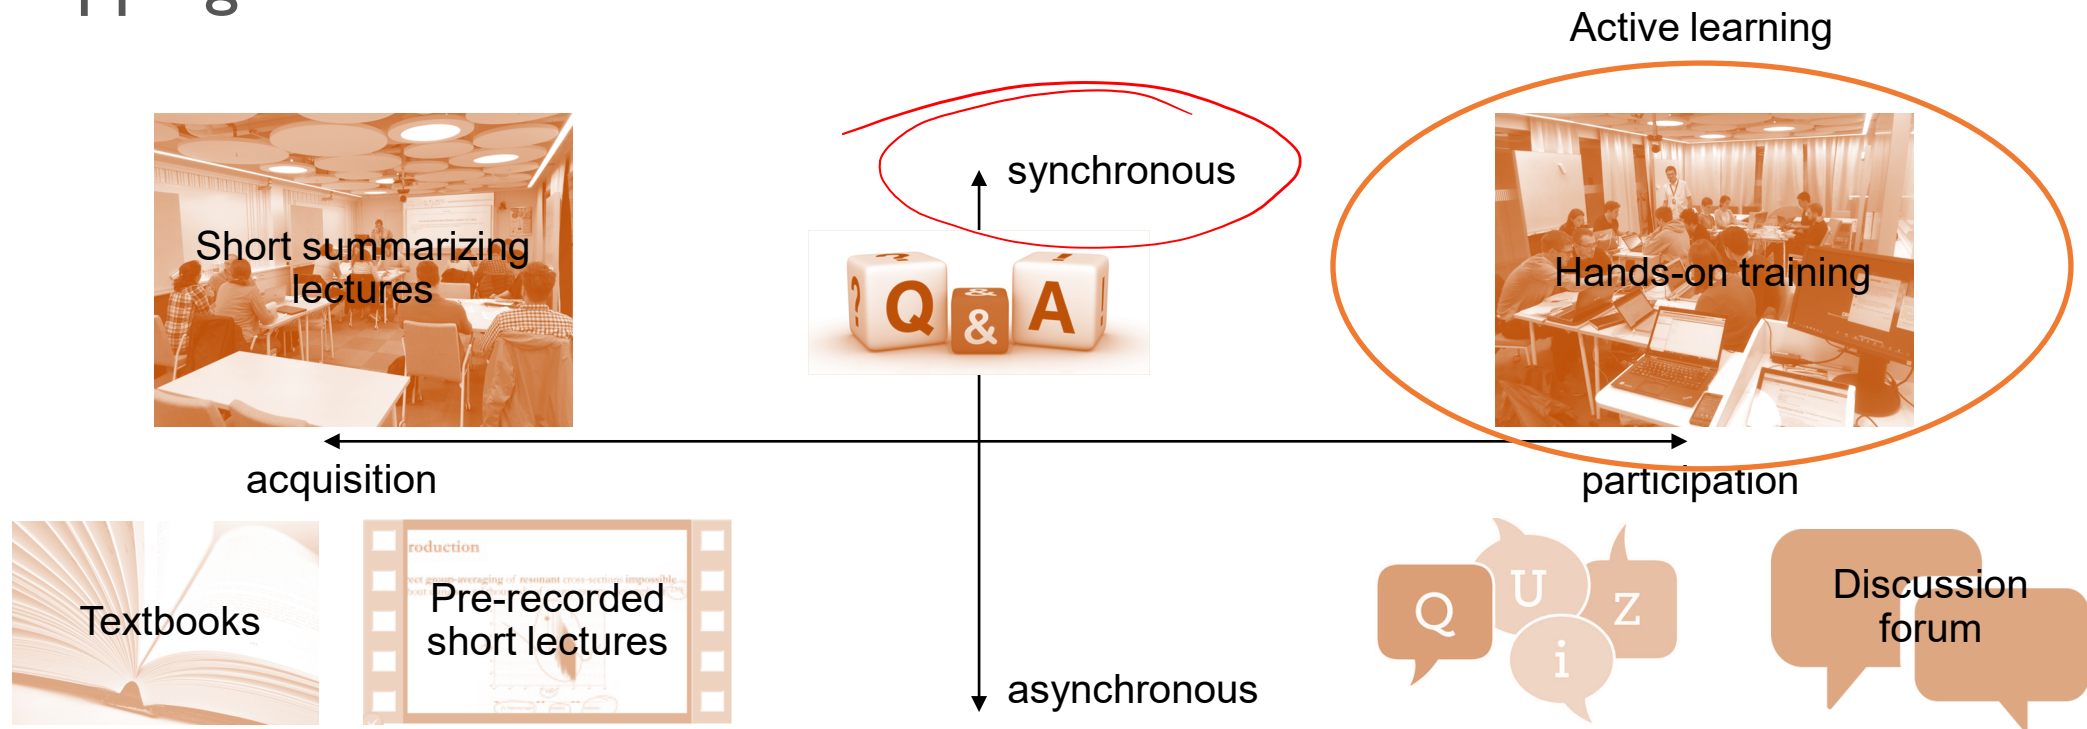 Active learning
synchronous
Short summarizing
lectures
Q & A
Hands-on training
acquisition
participation
roduction
Textbooks
Pre-recorded
short lectures
Q U i Z
Discussion
forum
asynchronous